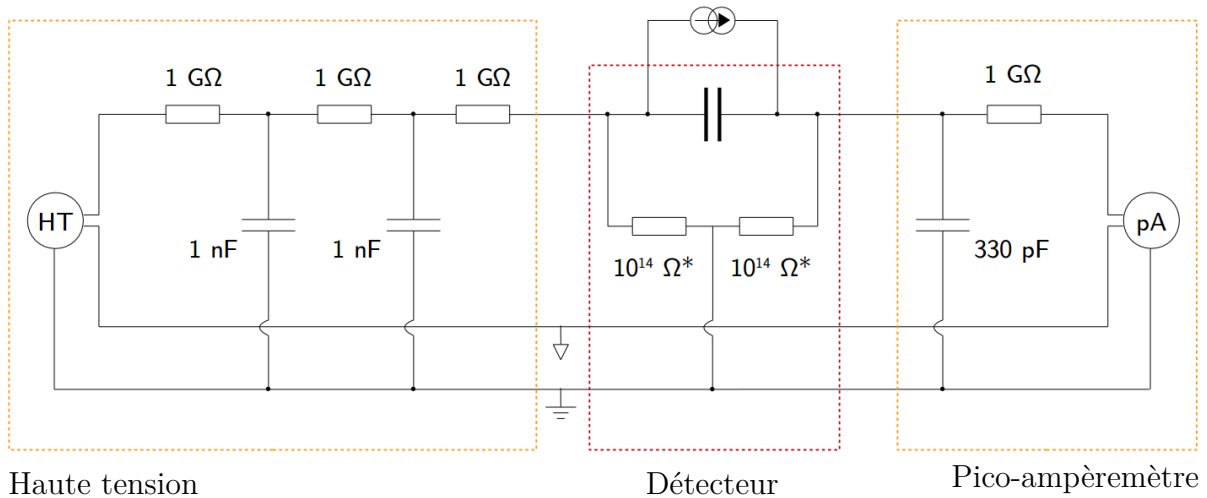 1 GΩ 1 GΩ 1 GΩ 1 GΩ
HT pA
1 nF 1 nF 330 pF
10¹⁴ Ω* 10¹⁴ Ω*
Haute tension Détecteur Pico-ampèremètre